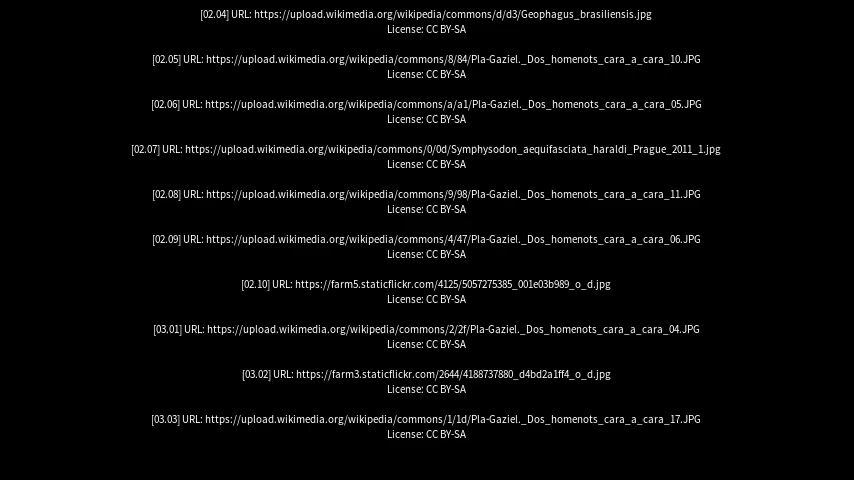 [02.04] URL: https://upload.wikimedia.org/wikipedia/commons/d/d3/Geophagus_brasiliensis.jpg
License: CC BY-SA
[02.05] URL: https://upload.wikimedia.org/wikipedia/commons/8/84/Pla-Gaziel._Dos_homenots_cara_a_cara_10.JPG
License: CC BY-SA
[02.06] URL: https://upload.wikimedia.org/wikipedia/commons/a/a1/Pla-Gaziel._Dos_homenots_cara_a_cara_05.JPG
License: CC BY-SA
[02.07] URL: https://upload.wikimedia.org/wikipedia/commons/0/0d/Symphysodon_aequifasciata_haraldi_Prague_2011_1.jpg
License: CC BY-SA
[02.08] URL: https://upload.wikimedia.org/wikipedia/commons/9/98/Pla-Gaziel._Dos_homenots_cara_a_cara_11.JPG
License: CC BY-SA
[02.09] URL: https://upload.wikimedia.org/wikipedia/commons/4/47/Pla-Gaziel._Dos_homenots_cara_a_cara_06.JPG
License: CC BY-SA
[02.10] URL: https://farm5.staticflickr.com/4125/5057275385_001e03b989_o_d.jpg
License: CC BY-SA
[03.01] URL: https://upload.wikimedia.org/wikipedia/commons/2/2f/Pla-Gaziel._Dos_homenots_cara_a_cara_04.JPG
License: CC BY-SA
[03.02] URL: https://farm3.staticflickr.com/2644/4188737880_d4bd2a1ff4_o_d.jpg
License: CC BY-SA
[03.03] URL: https://upload.wikimedia.org/wikipedia/commons/1/1d/Pla-Gaziel._Dos_homenots_cara_a_cara_17.JPG
License: CC BY-SA